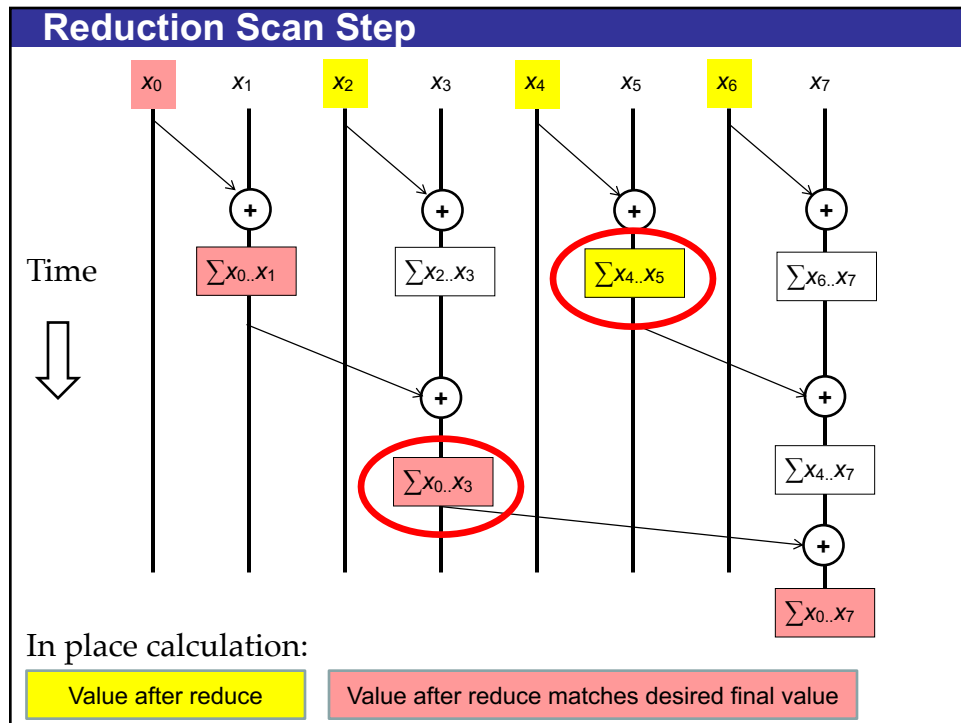 Reduction Scan Step
x₀ x₁ x₂ x₃ x₄ x₅ x₆ x₇
+ + + +
Time
∑x₀..x₁ ∑x₂..x₃ ∑x₄..x₅ ∑x₆..x₇
+ +
∑x₀..x₃ ∑x₄..x₇
+
∑x₀..x₇
In place calculation:
Value after reduce
Value after reduce matches desired final value